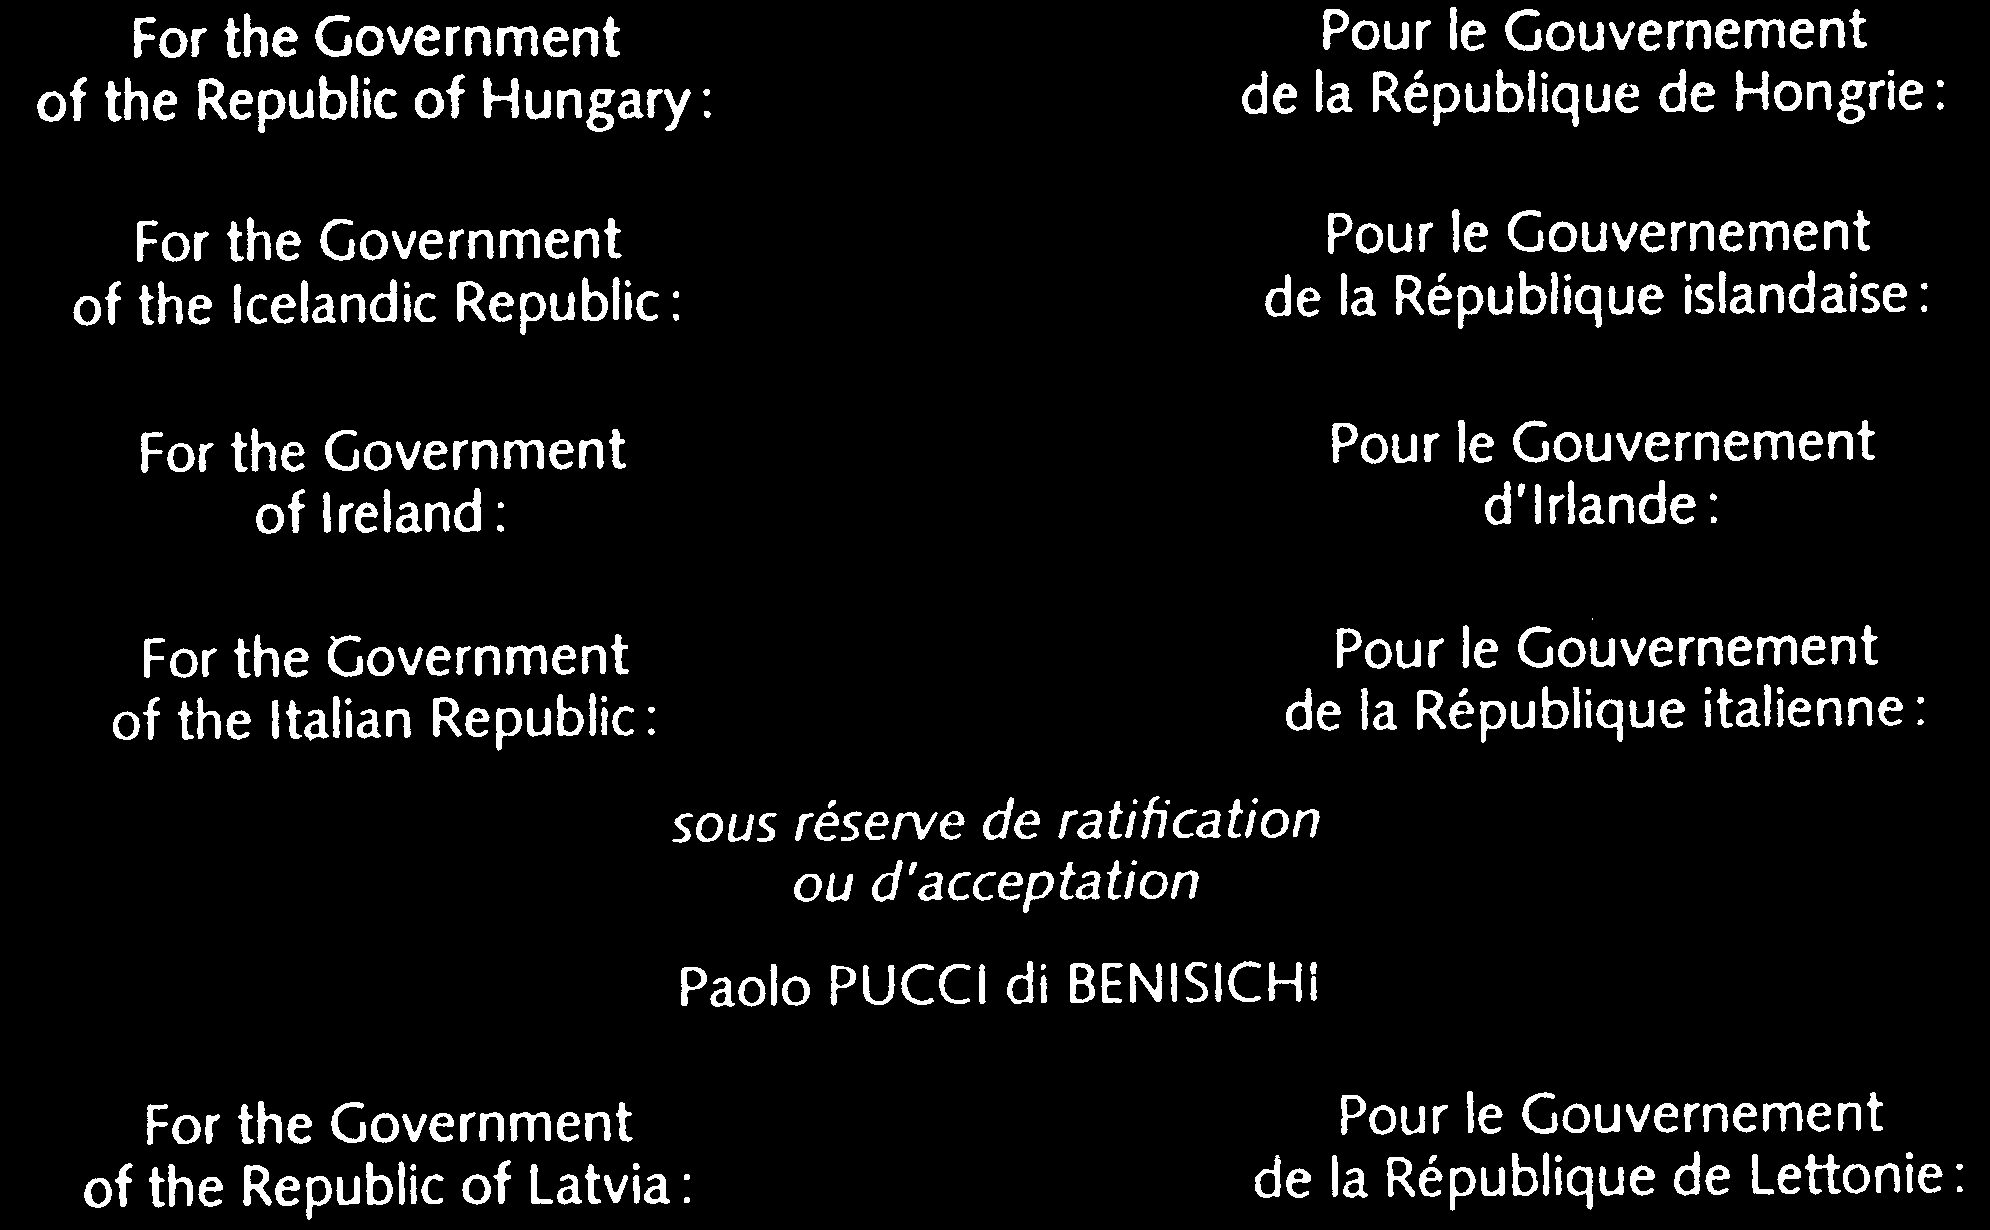 For the Government
of the Republic of Hungary:
Pour le Gouvernement
de la République de Hongrie:
For the Government
of the Icelandic Republic:
Pour le Gouvernement
de la République islandaise:
For the Government
of Ireland:
Pour le Gouvernement
d'Irlande:
For the Government
of the Italian Republic:
Pour le Gouvernement
de la République italienne:
sous réserve de ratification
ou d'acceptation
Paolo PUCCI di BENISICHI
For the Government
of the Republic of Latvia:
Pour le Gouvernement
de la République de Lettonie: